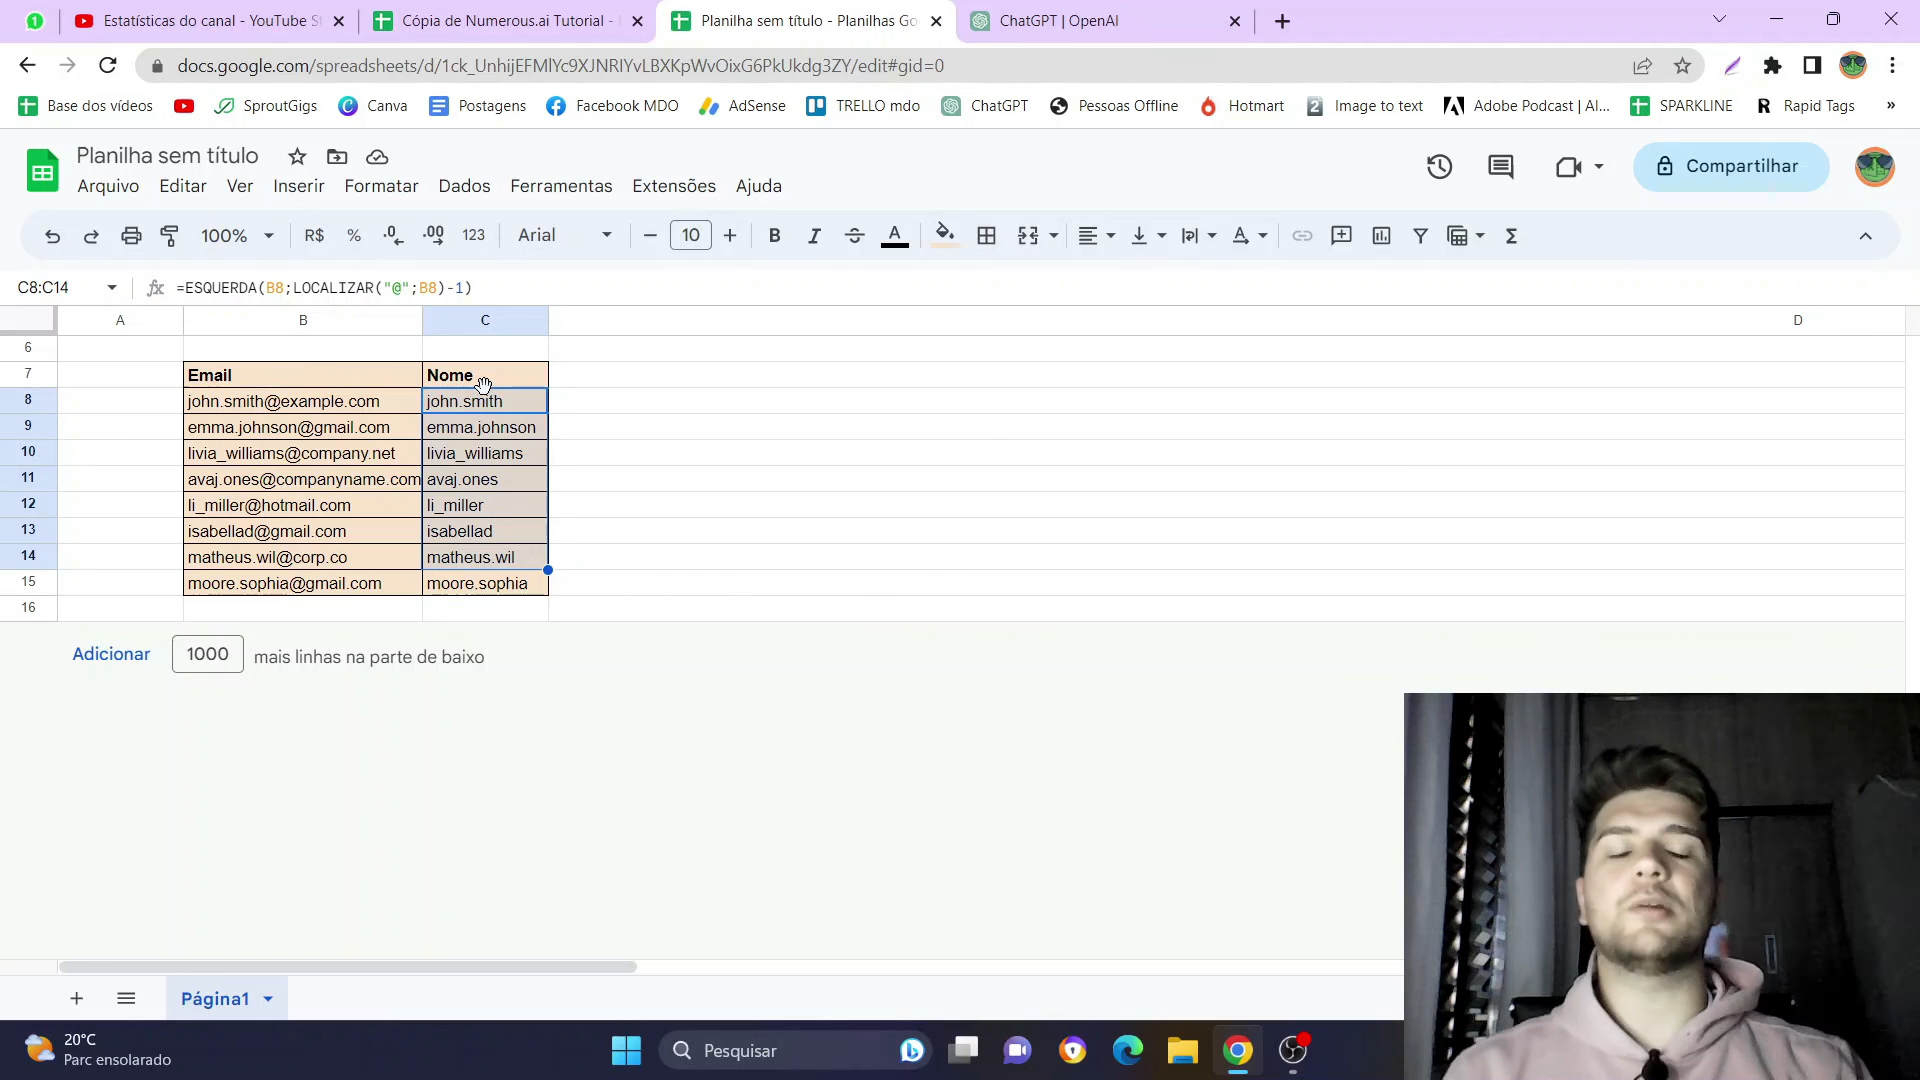 Estatísticas do canal - YouTube S
Cópia de Numerous.ai Tutorial -
Planilha sem título - Planilhas Go
ChatGPT | OpenAI
docs.google.com/spreadsheets/d/1ck_UnhijEFMlYc9XJNRIYvLBXKpWvOixG6PkUkdg3ZY/edit#gid=0
Base dos vídeos
SproutGigs
Canva
Postagens
Facebook MDO
AdSense
TRELLO mdo
ChatGPT
Pessoas Offline
Hotmart
Image to text
Adobe Podcast | AI...
SPARKLINE
Rapid Tags
»
Planilha sem título
Compartilhar
Arquivo Editar Ver Inserir Formatar Dados Ferramentas Extensões Ajuda
100% R$ % .0 .00 123 Arial 10 B I A Σ
C8:C14 fx =ESQUERDA(B8;LOCALIZAR("@";B8)-1)
A B C D
6
7 Email Nome
8 john.smith@example.com john.smith
9 emma.johnson@gmail.com emma.johnson
10 livia_williams@company.net livia_williams
11 avaj.ones@companyname.com avaj.ones
12 li_miller@hotmail.com li_miller
13 isabellad@gmail.com isabellad
14 matheus.wil@corp.co matheus.wil
15 moore.sophia@gmail.com moore.sophia
16
Adicionar 1000 mais linhas na parte de baixo
Página1
20°C
Parc ensolarado
Pesquisar